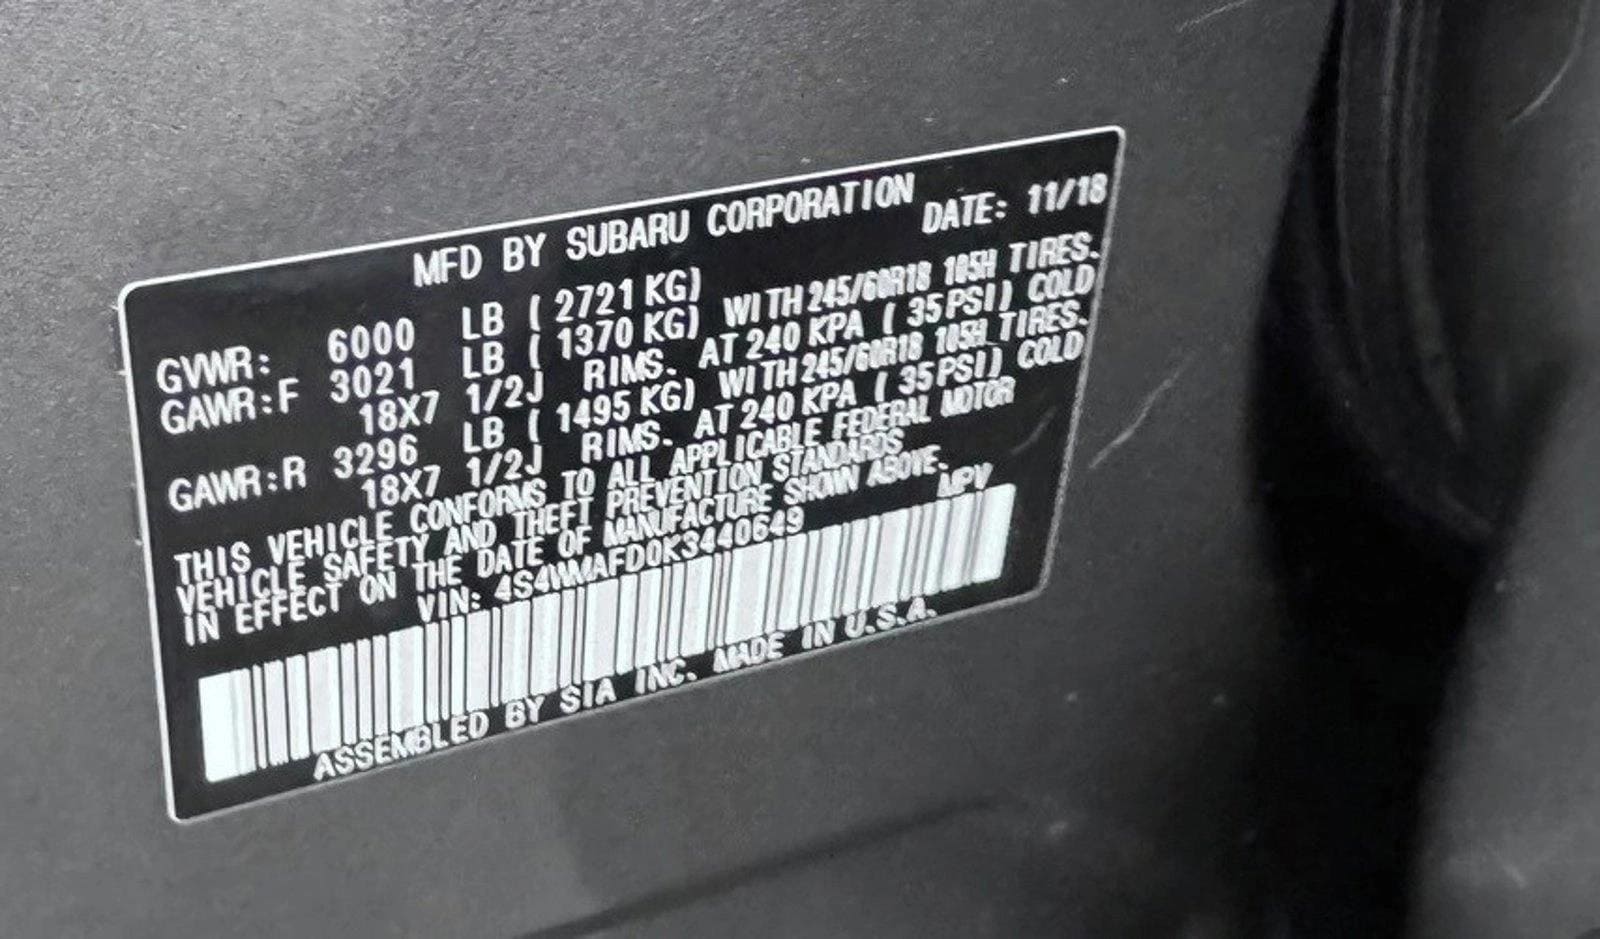 MFD BY SUBARU CORPORATION
DATE: 11/18
GVWR: 6000 LB ( 2721 KG)
GAWR:F 3021 LB ( 1370 KG) WITH 245/60R18 105H TIRES.
18X7 1/2J RIMS. AT 240 KPA ( 35 PSI) COLD
GAWR:R 3296 LB ( 1495 KG) WITH 245/60R18 105H TIRES.
18X7 1/2J RIMS. AT 240 KPA ( 35 PSI) COLD
THIS VEHICLE CONFORMS TO ALL APPLICABLE FEDERAL MOTOR
VEHICLE SAFETY AND THEFT PREVENTION STANDARDS
IN EFFECT ON THE DATE OF MANUFACTURE SHOWN ABOVE.
VIN: 4S4WMAFD0K3440649 MPV
ASSEMBLED BY SIA INC. MADE IN U.S.A.